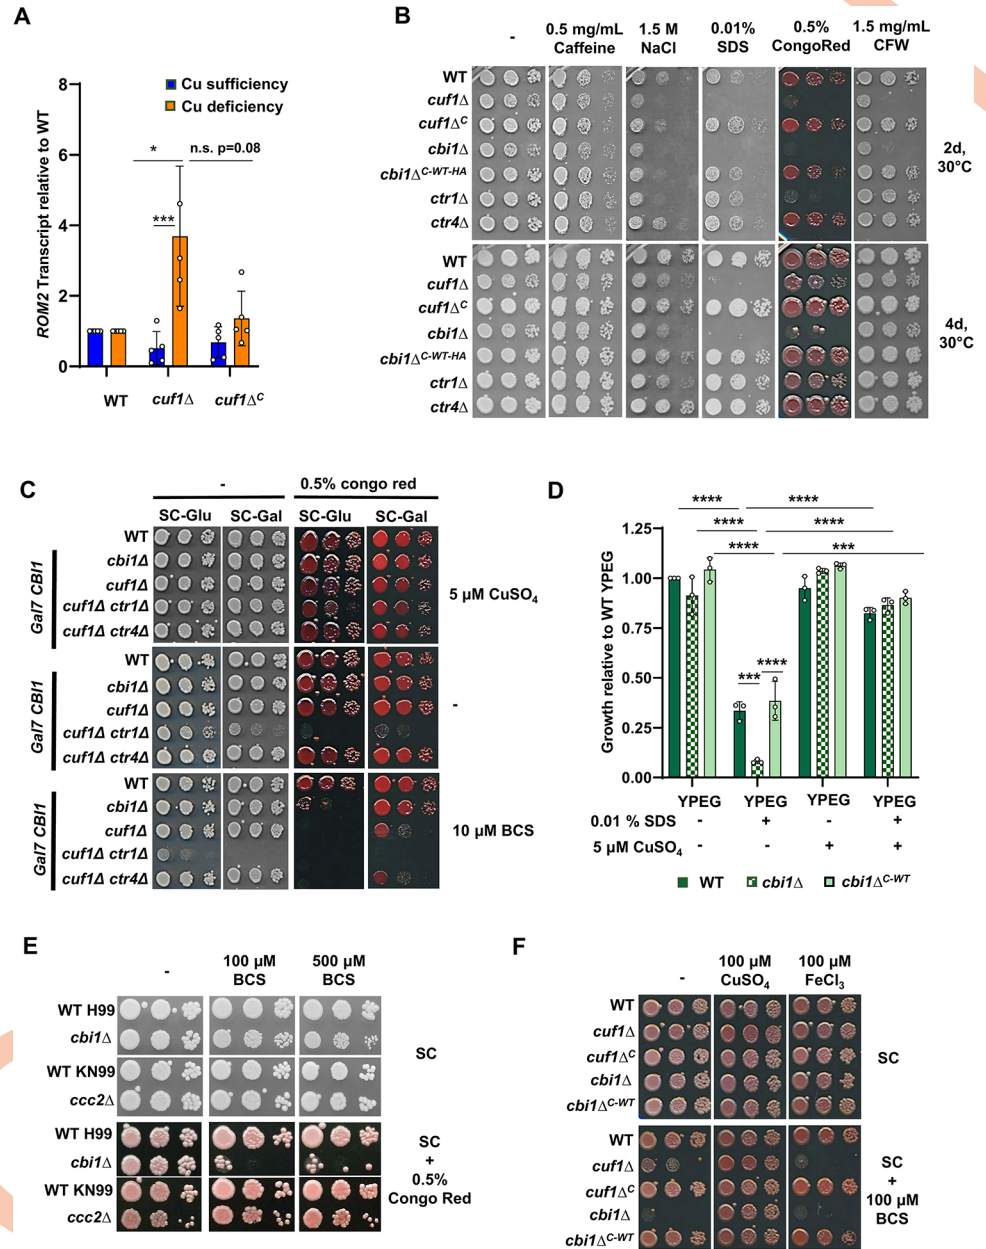 A
ROM2 Transcript relative to WT
8
6
4
2
0
Cu sufficiency
Cu deficiency
*
n.s. p=0.08
***
WT
cuf1Δ
cuf1Δᶜ
B
-
0.5 mg/mL
Caffeine
1.5 M
NaCl
0.01%
SDS
0.5%
CongoRed
1.5 mg/mL
CFW
WT
cuf1Δ
cuf1Δᶜ
cbi1Δ
cbi1Δ^C-WT-HA
ctr1Δ
ctr4Δ
2d,
30°C
WT
cuf1Δ
cuf1Δᶜ
cbi1Δ
cbi1Δ^C-WT-HA
ctr1Δ
ctr4Δ
4d,
30°C
C
-
0.5% congo red
SC-Glu
SC-Gal
SC-Glu
SC-Gal
Gal7 CBI1
WT
cbi1Δ
cuf1Δ
cuf1Δ ctr1Δ
cuf1Δ ctr4Δ
5 µM CuSO₄
Gal7 CBI1
WT
cbi1Δ
cuf1Δ
cuf1Δ ctr1Δ
cuf1Δ ctr4Δ
-
Gal7 CBI1
WT
cbi1Δ
cuf1Δ
cuf1Δ ctr1Δ
cuf1Δ ctr4Δ
10 µM BCS
D
Growth relative to WT YPEG
1.25
1.00
0.75
0.50
0.25
0.00
**** ****
**** ****
**** ***
*** ****
YPEG YPEG YPEG YPEG
0.01 % SDS - + - +
5 µM CuSO₄ - - + +
WT
cbi1Δ
cbi1Δ^C-WT
E
-
100 µM
BCS
500 µM
BCS
WT H99
cbi1Δ
WT KN99
ccc2Δ
SC
WT H99
cbi1Δ
WT KN99
ccc2Δ
SC
+
0.5%
Congo Red
F
-
100 µM
CuSO₄
100 µM
FeCl₃
WT
cuf1Δ
cuf1Δᶜ
cbi1Δ
cbi1Δ^C-WT
SC
WT
cuf1Δ
cuf1Δᶜ
cbi1Δ
cbi1Δ^C-WT
SC
+
100 µM
BCS